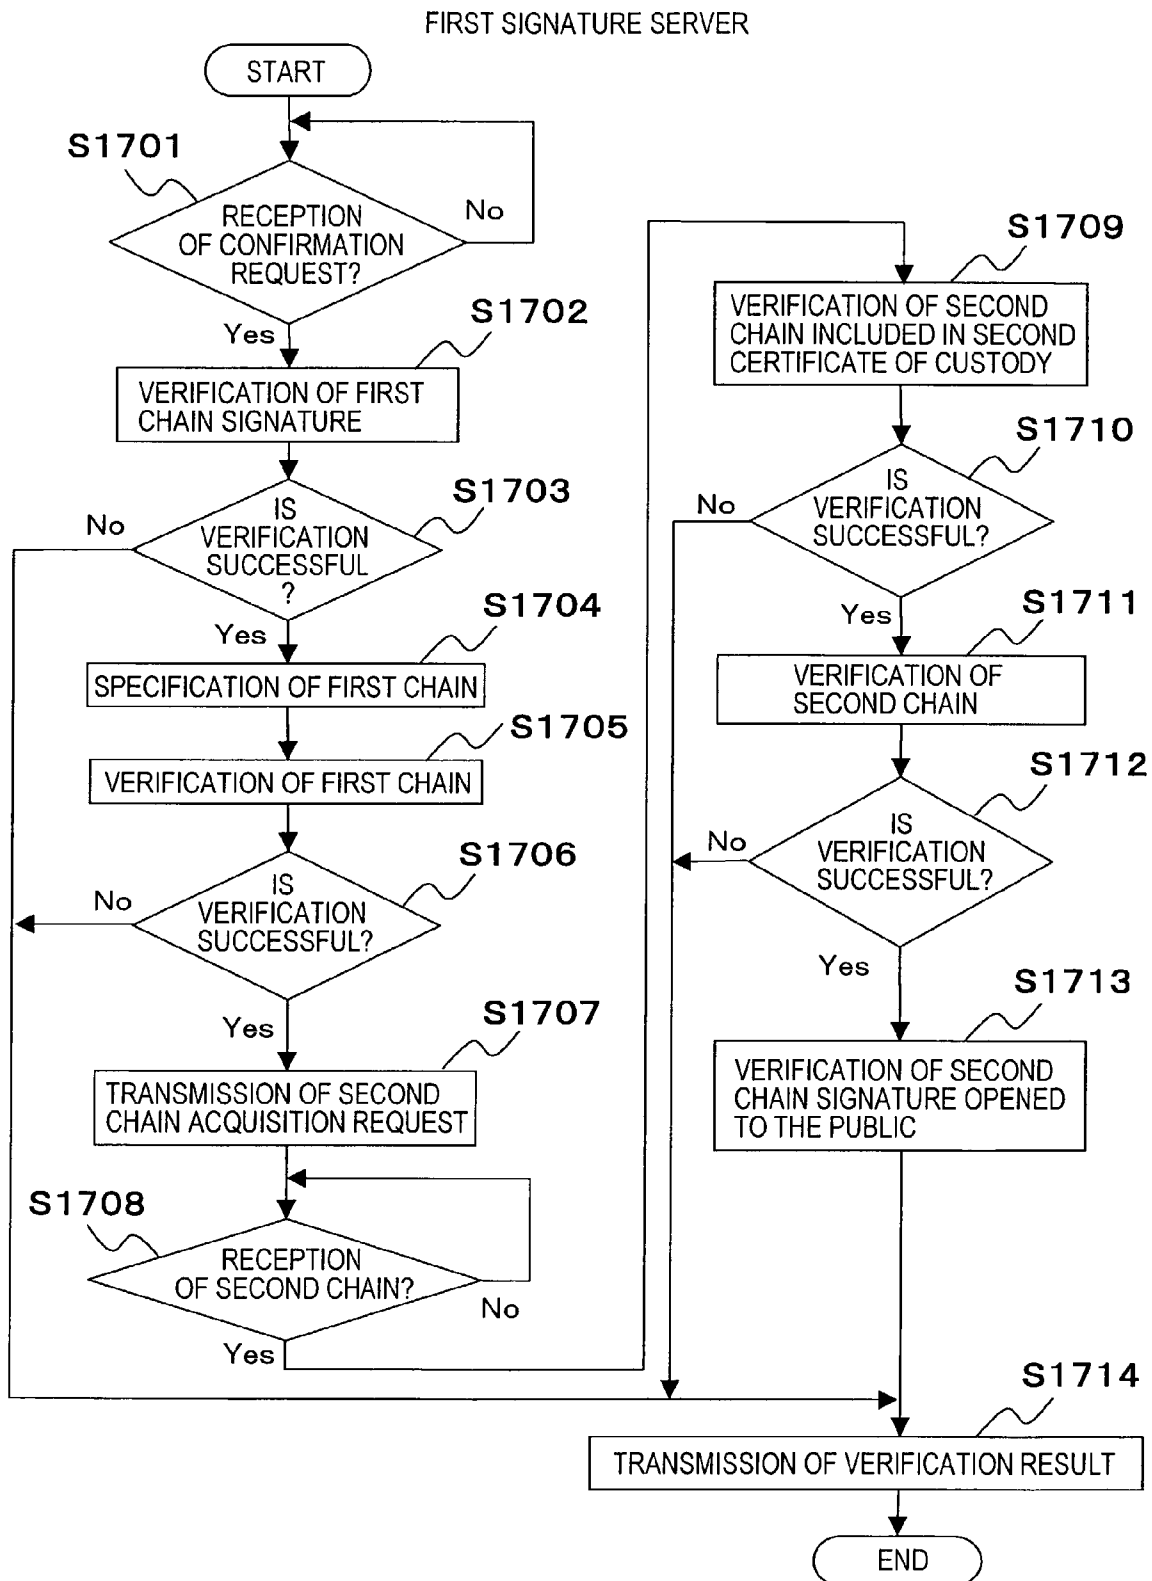 FIRST SIGNATURE SERVER
START
S1701
RECEPTION
OF CONFIRMATION
REQUEST?
No
Yes
S1702
VERIFICATION OF FIRST
CHAIN SIGNATURE
S1703
IS
VERIFICATION
SUCCESSFUL
?
No
Yes
S1704
SPECIFICATION OF FIRST CHAIN
S1705
VERIFICATION OF FIRST CHAIN
S1706
IS
VERIFICATION
SUCCESSFUL?
No
Yes
S1707
TRANSMISSION OF SECOND
CHAIN ACQUISITION REQUEST
S1708
RECEPTION
OF SECOND CHAIN?
No
Yes
S1709
VERIFICATION OF SECOND
CHAIN INCLUDED IN SECOND
CERTIFICATE OF CUSTODY
S1710
IS
VERIFICATION
SUCCESSFUL?
No
Yes
S1711
VERIFICATION OF
SECOND CHAIN
S1712
IS
VERIFICATION
SUCCESSFUL?
No
Yes
S1713
VERIFICATION OF SECOND
CHAIN SIGNATURE OPENED
TO THE PUBLIC
S1714
TRANSMISSION OF VERIFICATION RESULT
END